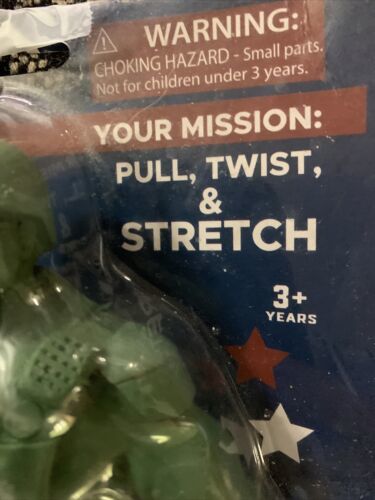 WARNING:
CHOKING HAZARD - Small parts.
Not for children under 3 years.
YOUR MISSION:
PULL, TWIST,
&
STRETCH
3+
YEARS